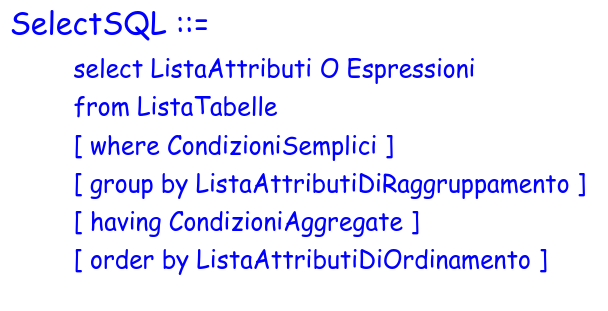 SelectSQL ::=
select ListaAttributi O Espressioni
from ListaTabelle
[ where CondizioniSemplici ]
[ group by ListaAttributiDiRaggruppamento ]
[ having CondizioniAggregate ]
[ order by ListaAttributiDiOrdinamento ]